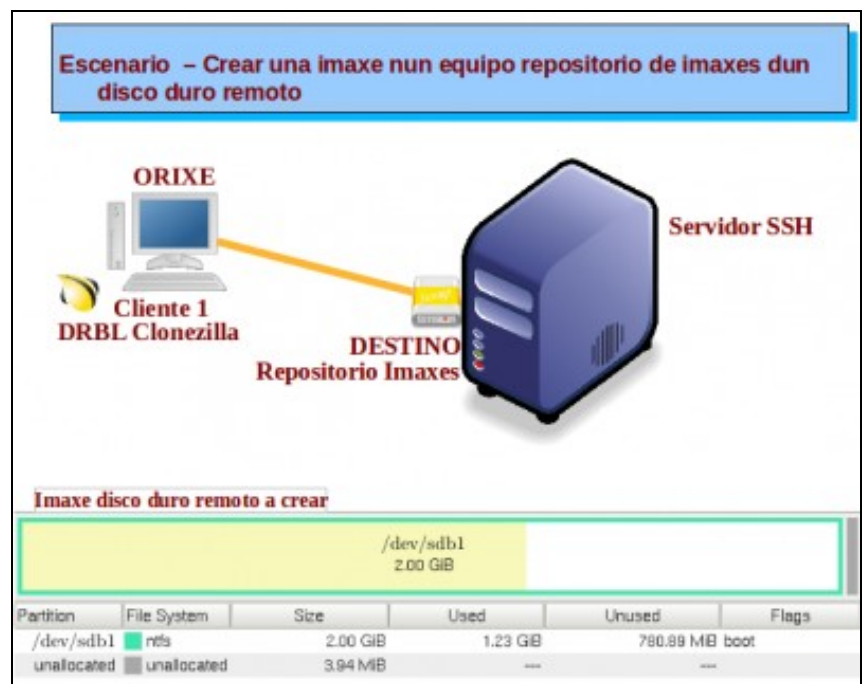 Escenario – Crear una imaxe nun equipo repositorio de imaxes dun
disco duro remoto
ORIXE
Servidor SSH
Cliente 1
DRBL Clonezilla
DESTINO
Repositorio Imaxes
Imaxe disco duro remoto a crear
/dev/sdb1
2.00 GiB
Partition File System Size Used Unused Flags
/dev/sdb1 ntfs 2.00 GiB 1.23 GiB 780.89 MiB boot
unallocated unallocated 3.94 MiB --- ---